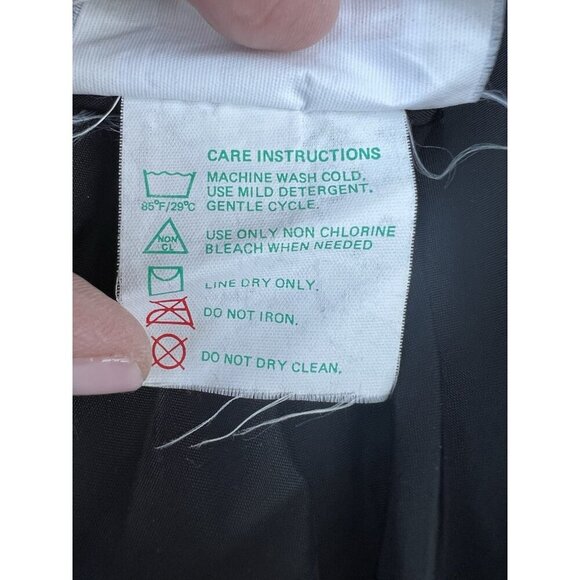 CARE INSTRUCTIONS
MACHINE WASH COLD.
USE MILD DETERGENT.
85°F/29°C GENTLE CYCLE.
NON
CL
USE ONLY NON CHLORINE
BLEACH WHEN NEEDED
LINE DRY ONLY.
DO NOT IRON.
DO NOT DRY CLEAN.